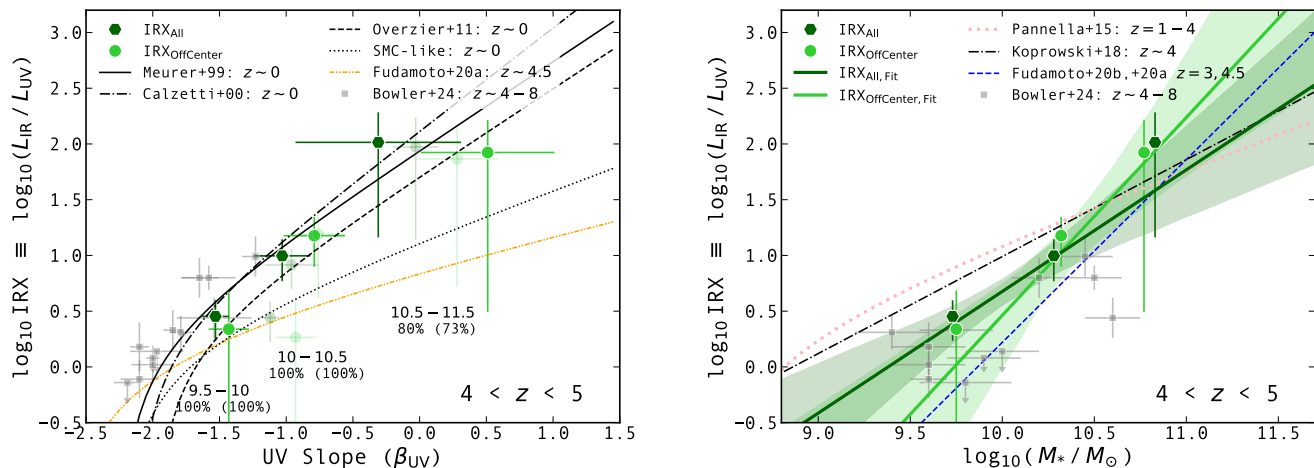 3.0
2.5
2.0
1.5
1.0
0.5
0.0
−0.5
log₁₀IRX ≡ log₁₀(L_IR / L_UV)
IRX_All
IRX_OffCenter
Meurer+99: z~0
Calzetti+00: z~0
Overzier+11: z~0
SMC-like: z~0
Fudamoto+20a: z~4.5
Bowler+24: z~4−8
10.5−11.5
80% (73%)
10−10.5
100% (100%)
9.5−10
100% (100%)
4 < z < 5
−2.5 −2.0 −1.5 −1.0 −0.5 0.0 0.5 1.0 1.5
UV Slope (β_UV)
3.0
2.5
2.0
1.5
1.0
0.5
0.0
−0.5
log₁₀IRX ≡ log₁₀(L_IR / L_UV)
IRX_All
IRX_OffCenter
IRX_All, Fit
IRX_OffCenter, Fit
Pannella+15: z=1−4
Koprowski+18: z~4
Fudamoto+20b,+20a z=3,4.5
Bowler+24: z~4−8
4 < z < 5
9.0 9.5 10.0 10.5 11.0 11.5
log₁₀(M_*/M_⊙)